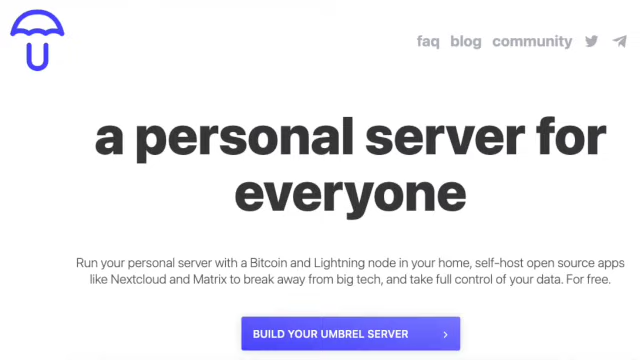 faq blog community
a personal server for
everyone
Run your personal server with a Bitcoin and Lightning node in your home, self-host open source apps
like Nextcloud and Matrix to break away from big tech, and take full control of your data. For free.
BUILD YOUR UMBREL SERVER